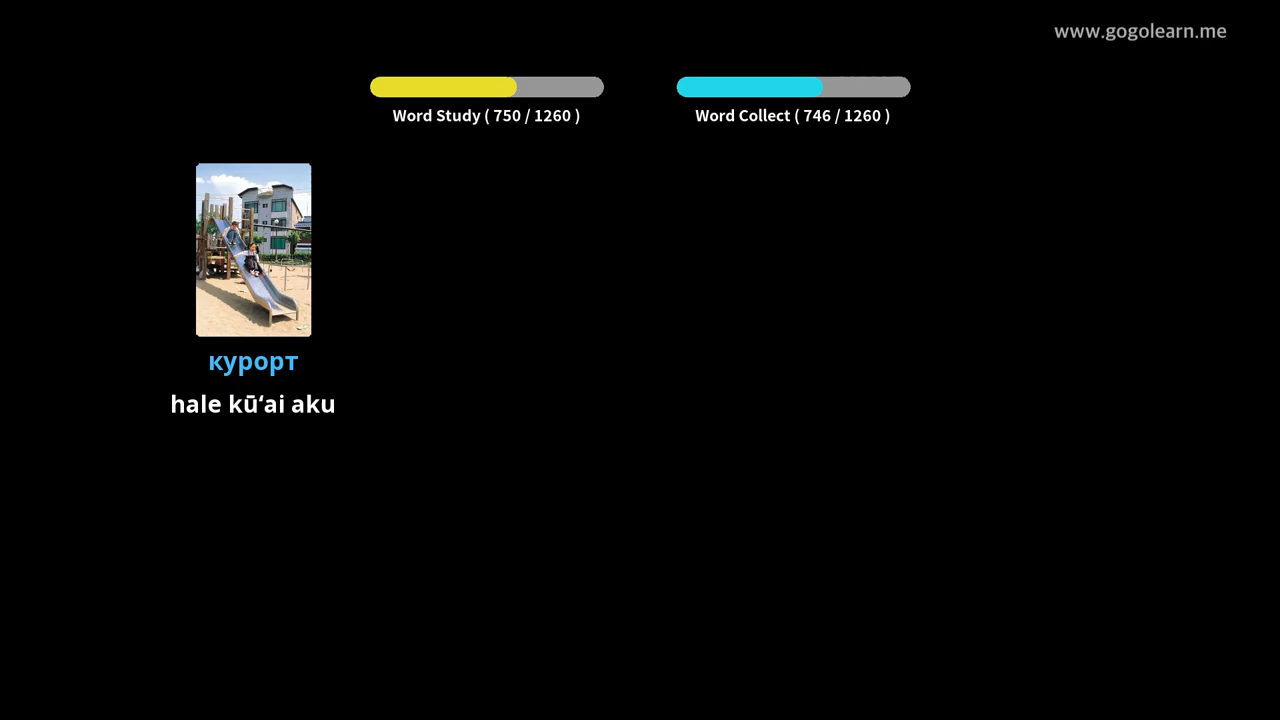 www.gogolearn.me
Word Study ( 750 / 1260 )
Word Collect ( 746 / 1260 )
курорт
hale kūʻai aku